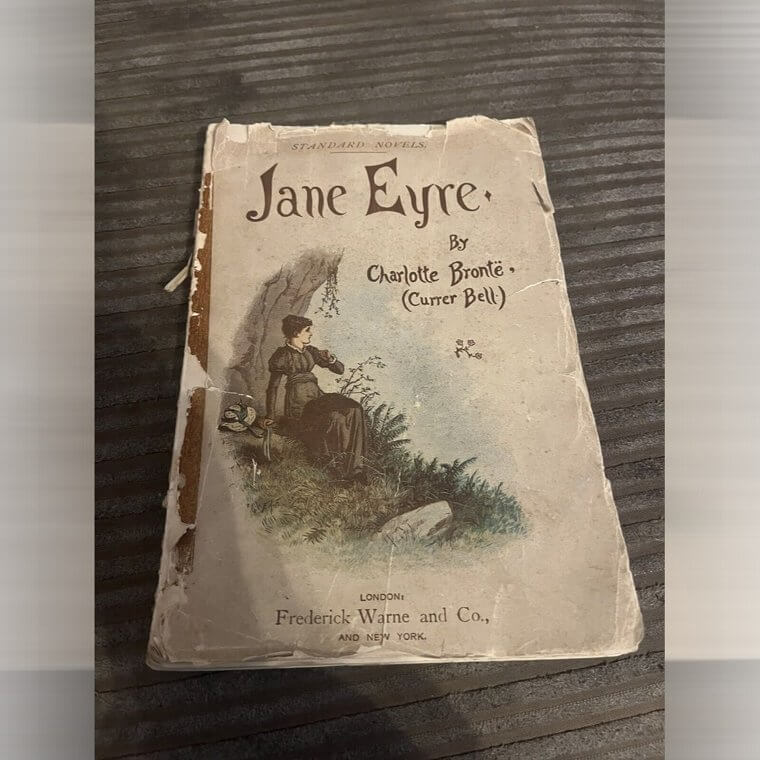 STANDARD NOVELS.
Jane Eyre.
By
Charlotte Brontë,
(Currer Bell.)
LONDON:
Frederick Warne and Co.,
AND NEW YORK.